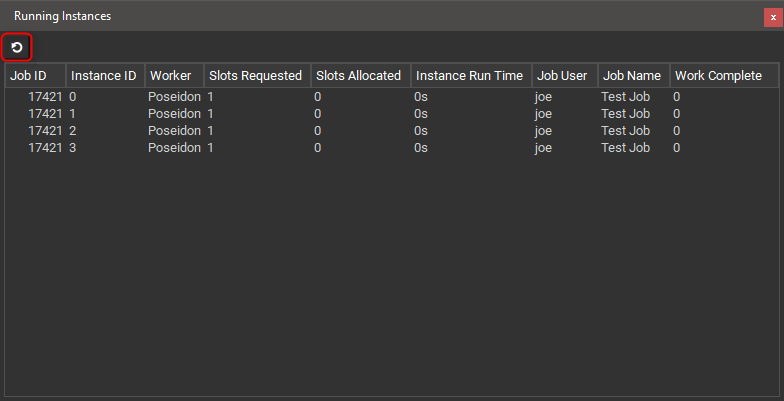 Running Instances
x
Job ID Instance ID Worker Slots Requested Slots Allocated Instance Run Time Job User Job Name Work Complete
17421 0 Poseidon 1 0 0s joe Test Job 0
17421 1 Poseidon 1 0 0s joe Test Job 0
17421 2 Poseidon 1 0 0s joe Test Job 0
17421 3 Poseidon 1 0 0s joe Test Job 0